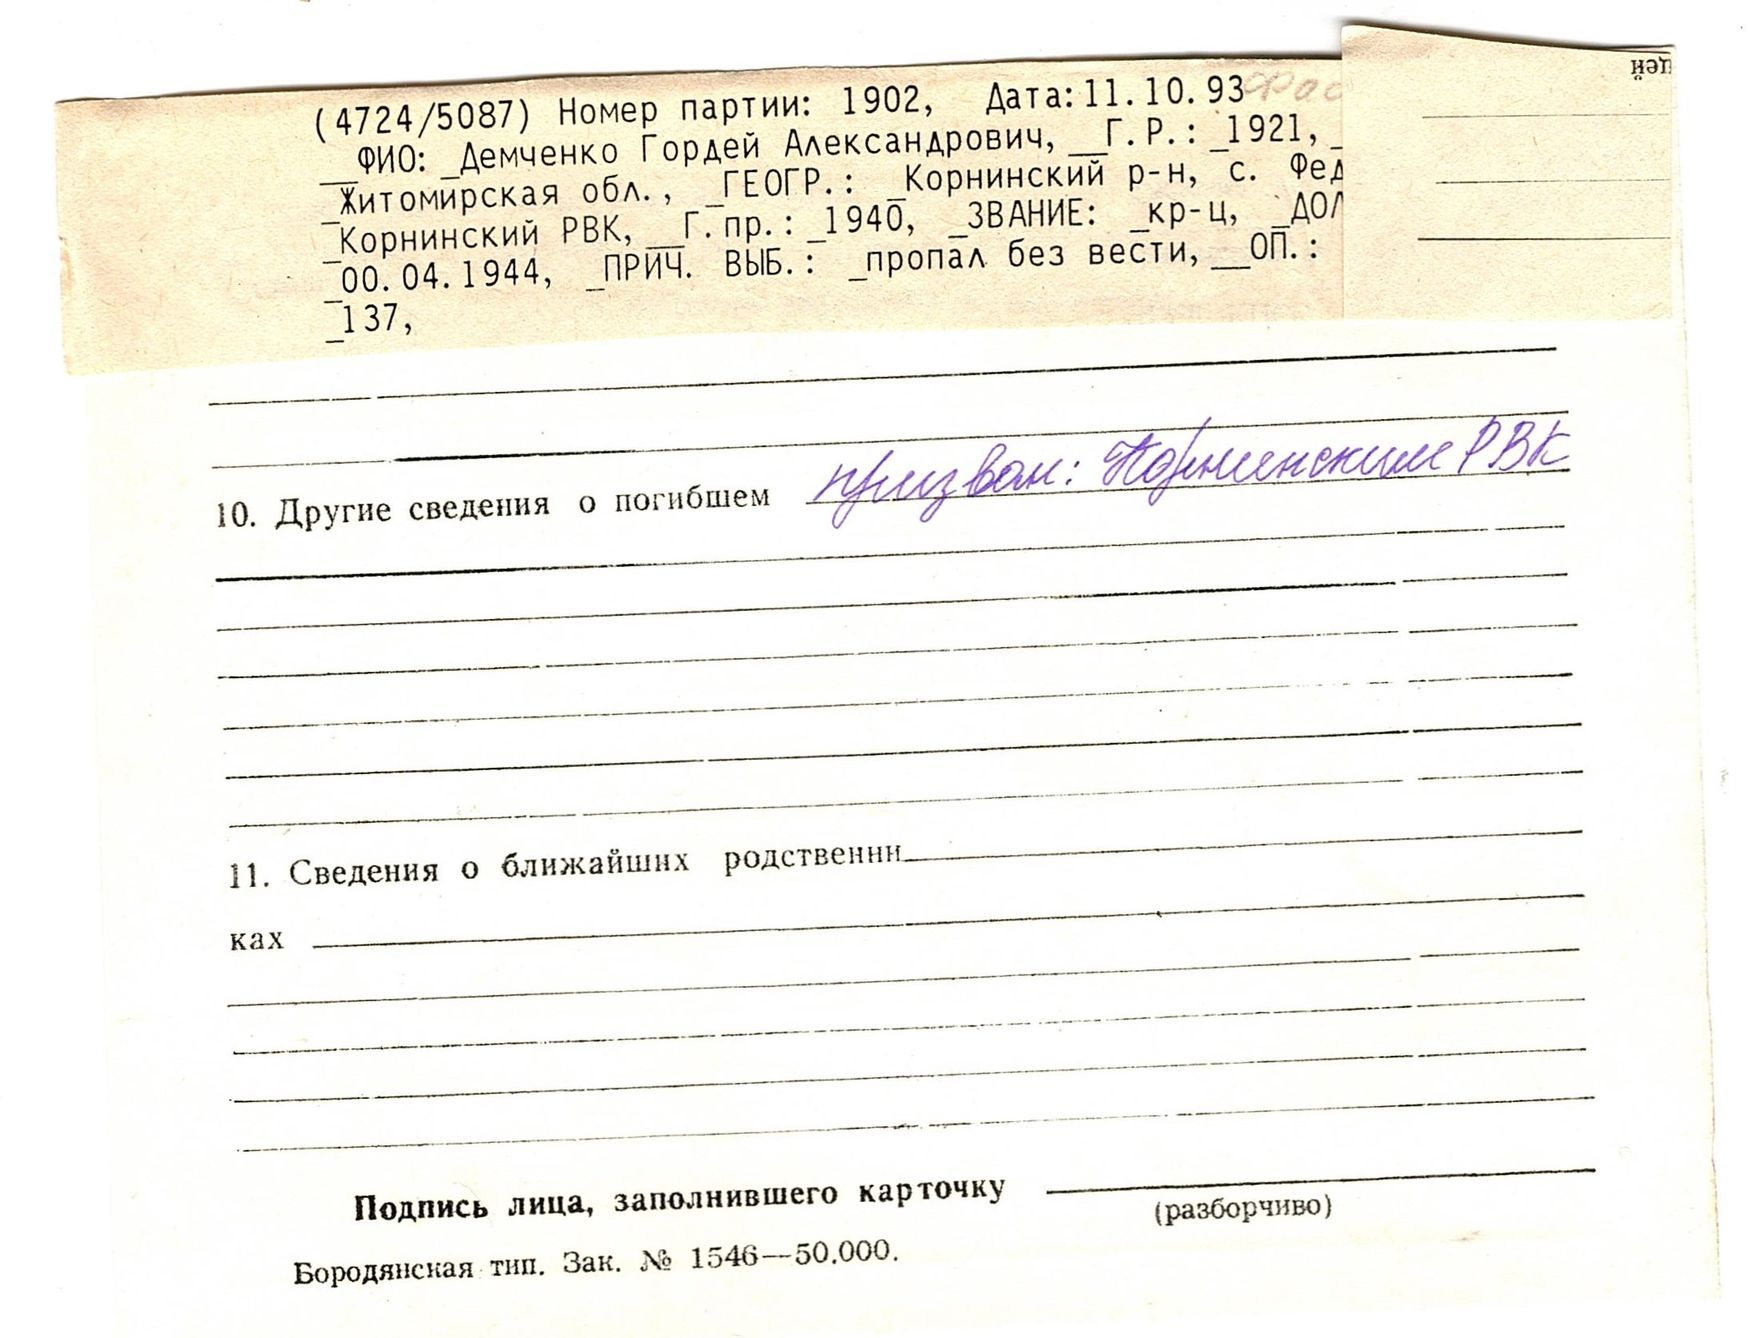 (4724/5087) Номер партии: 1902, Дата: 11.10.93 Фас
__ФИО: _Демченко Гордей Александрович, __Г.Р.: _1921, _
_Житомирская обл., _ГЕОГР.: _Корнинский р-н, с. Фед
_Корнинский РВК, __Г.пр.: _1940, _ЗВАНИЕ: _кр-ц, _ДОЛ
_00.04.1944, _ПРИЧ. ВЫБ.: _пропал без вести, __ОП.:
_137,
10. Другие сведения о погибшем призван: Корнинским РВК
11. Сведения о ближайших родственни
ках
Подпись лица, заполнившего карточку
(разборчиво)
Бородянская тип. Зак. № 1546—50.000.